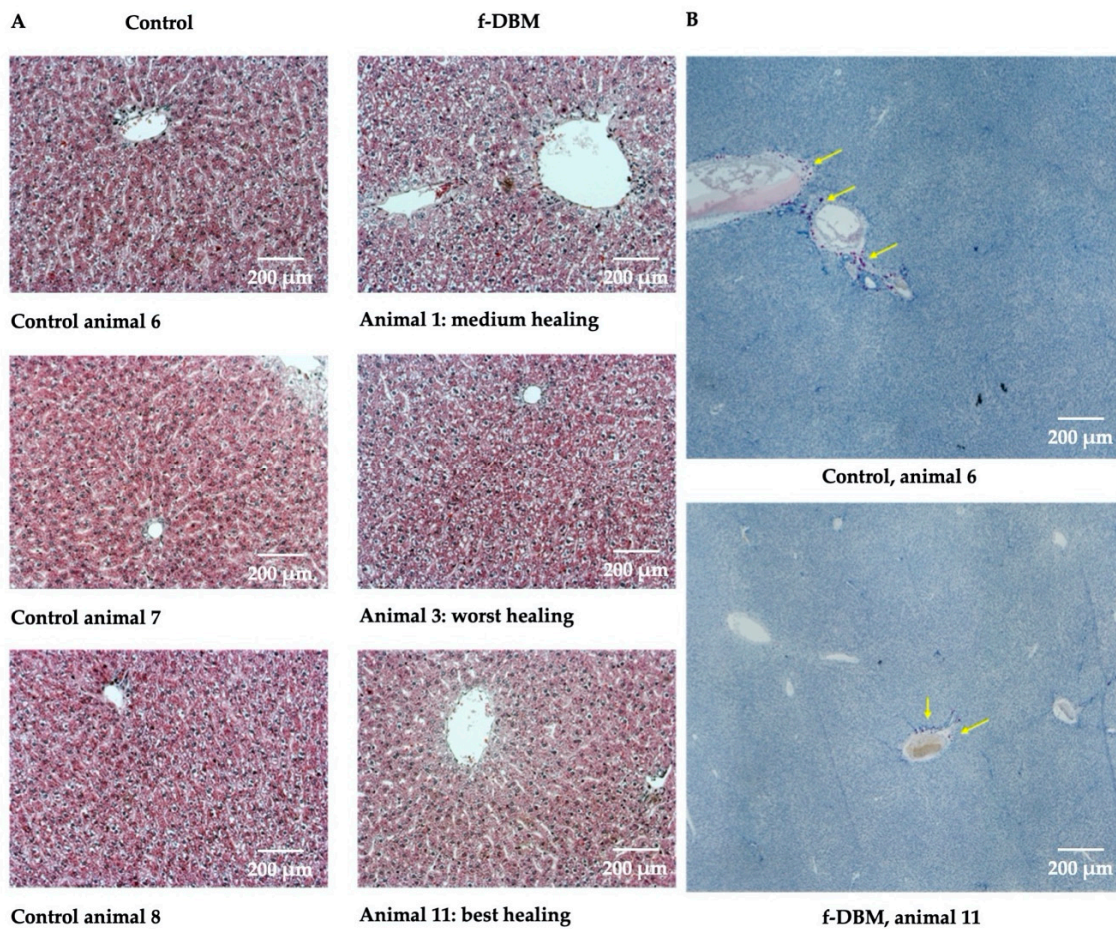 A
Control
f-DBM
B
200 μm
200 μm
Control animal 6
Animal 1: medium healing
200 μm
200 μm
Control animal 7
Animal 3: worst healing
200 μm
200 μm
Control animal 8
Animal 11: best healing
200 μm
Control, animal 6
200 μm
f-DBM, animal 11